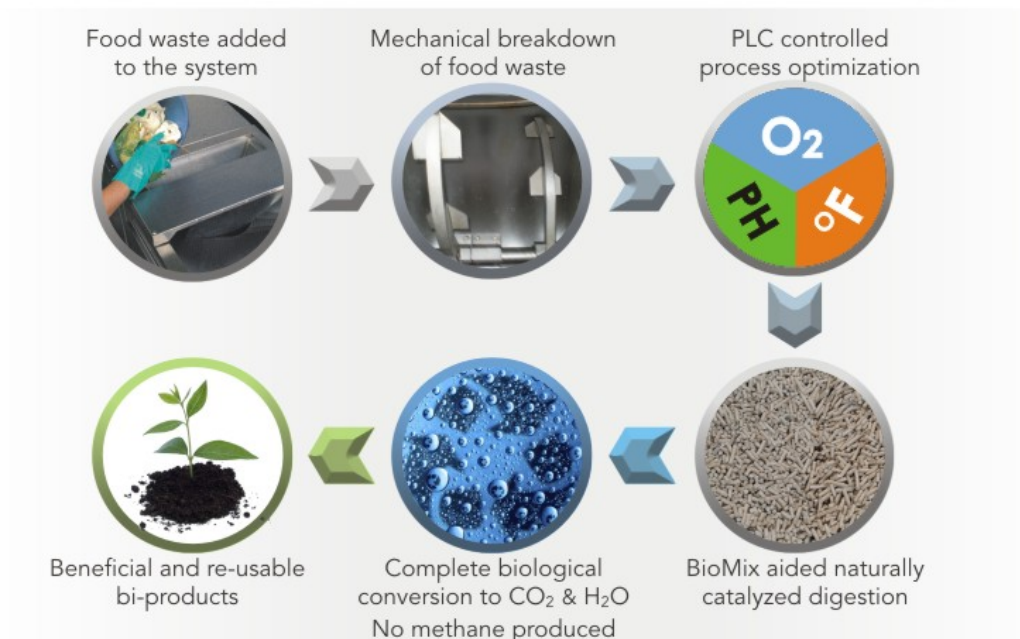 Food waste added
to the system
Mechanical breakdown
of food waste
PLC controlled
process optimization
O₂
PH
°F
BioMix aided naturally
catalyzed digestion
Complete biological
conversion to CO₂ & H₂O
No methane produced
Beneficial and re-usable
bi-products